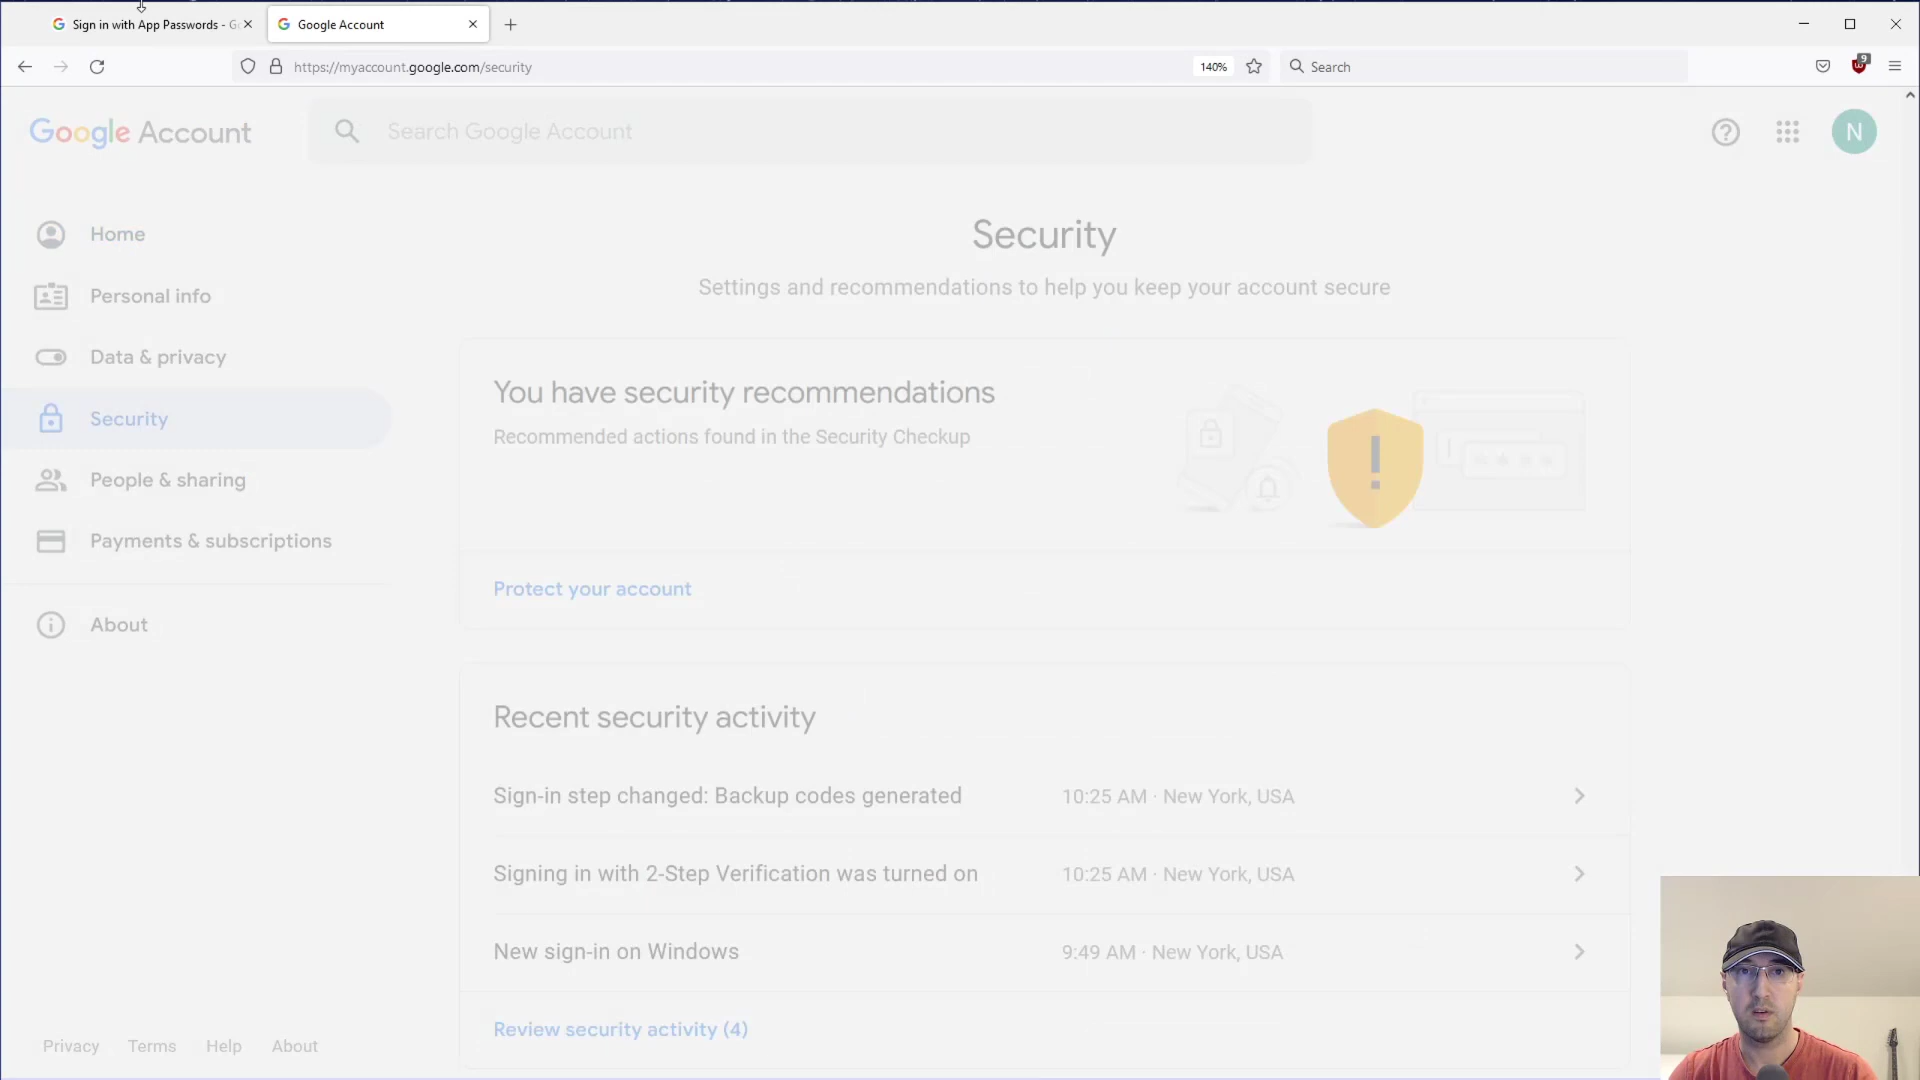 Sign in with App Passwords - G
Google Account
https://myaccount.google.com/security
140%
Search
9
Google Account
Search Google Account
N
Home
Personal info
Data & privacy
Security
People & sharing
Payments & subscriptions
About
Security
Settings and recommendations to help you keep your account secure
You have security recommendations
Recommended actions found in the Security Checkup
Protect your account
Recent security activity
Sign-in step changed: Backup codes generated
10:25 AM · New York, USA
Signing in with 2-Step Verification was turned on
10:25 AM · New York, USA
New sign-in on Windows
9:49 AM · New York, USA
Review security activity (4)
Privacy
Terms
Help
About